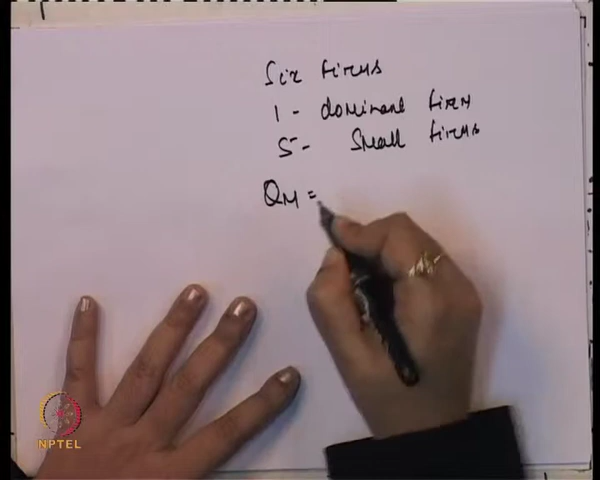 Six firms
1 - dominant firm
5 - Small firms
QM =
NPTEL